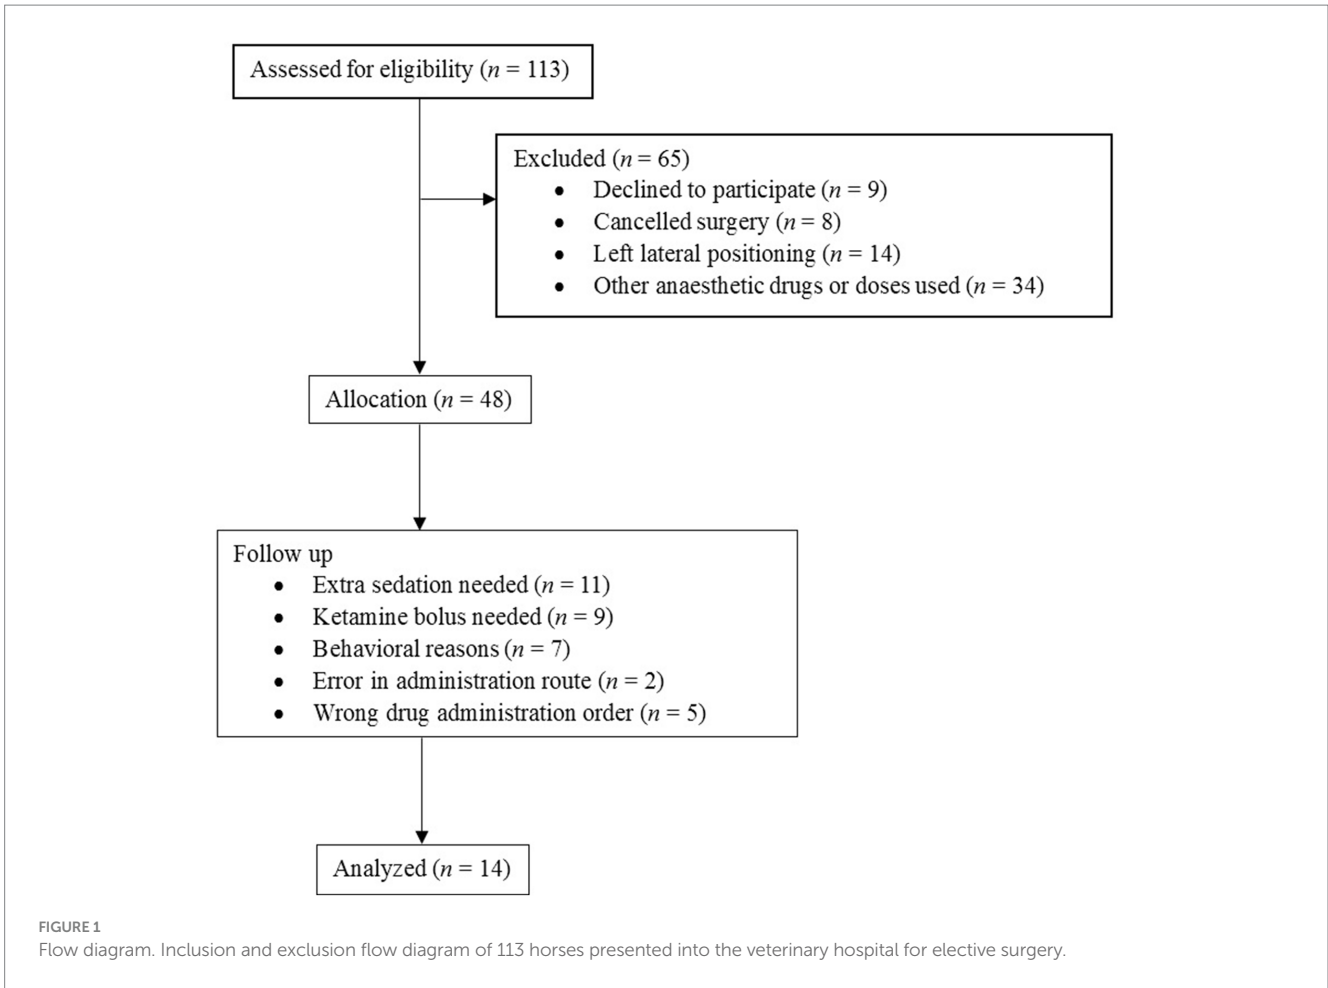 Assessed for eligibility (n = 113)
Excluded (n = 65)
• Declined to participate (n = 9)
• Cancelled surgery (n = 8)
• Left lateral positioning (n = 14)
• Other anaesthetic drugs or doses used (n = 34)
Allocation (n = 48)
Follow up
• Extra sedation needed (n = 11)
• Ketamine bolus needed (n = 9)
• Behavioral reasons (n = 7)
• Error in administration route (n = 2)
• Wrong drug administration order (n = 5)
Analyzed (n = 14)
FIGURE 1
Flow diagram. Inclusion and exclusion flow diagram of 113 horses presented into the veterinary hospital for elective surgery.